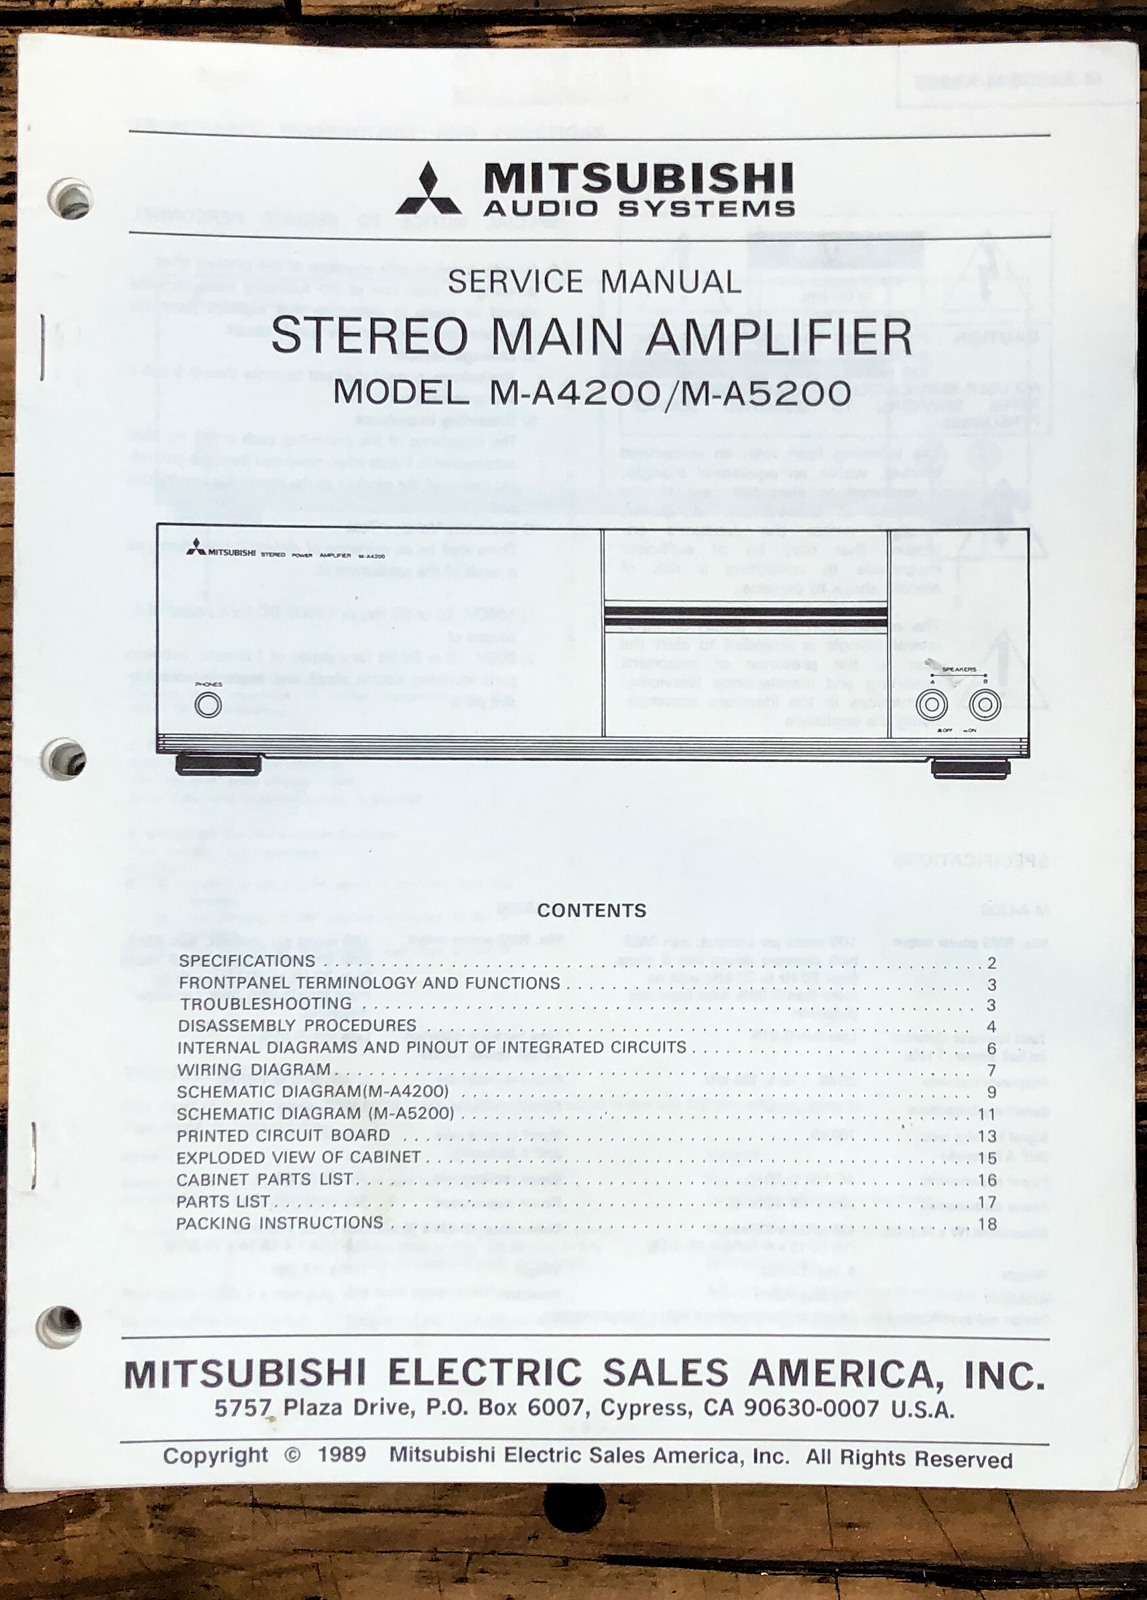 MITSUBISHI
AUDIO SYSTEMS
SERVICE MANUAL
STEREO MAIN AMPLIFIER
MODEL M-A4200/M-A5200
MITSUBISHI STEREO POWER AMPLIFIER M-A4200
PHONES
SPEAKERS
A B
OFF ON
CONTENTS
SPECIFICATIONS 2
FRONTPANEL TERMINOLOGY AND FUNCTIONS 3
TROUBLESHOOTING 3
DISASSEMBLY PROCEDURES 4
INTERNAL DIAGRAMS AND PINOUT OF INTEGRATED CIRCUITS 6
WIRING DIAGRAM 7
SCHEMATIC DIAGRAM(M-A4200) 9
SCHEMATIC DIAGRAM (M-A5200) 11
PRINTED CIRCUIT BOARD 13
EXPLODED VIEW OF CABINET 15
CABINET PARTS LIST 16
PARTS LIST 17
PACKING INSTRUCTIONS 18
MITSUBISHI ELECTRIC SALES AMERICA, INC.
5757 Plaza Drive, P.O. Box 6007, Cypress, CA 90630-0007 U.S.A.
Copyright © 1989 Mitsubishi Electric Sales America, Inc. All Rights Reserved